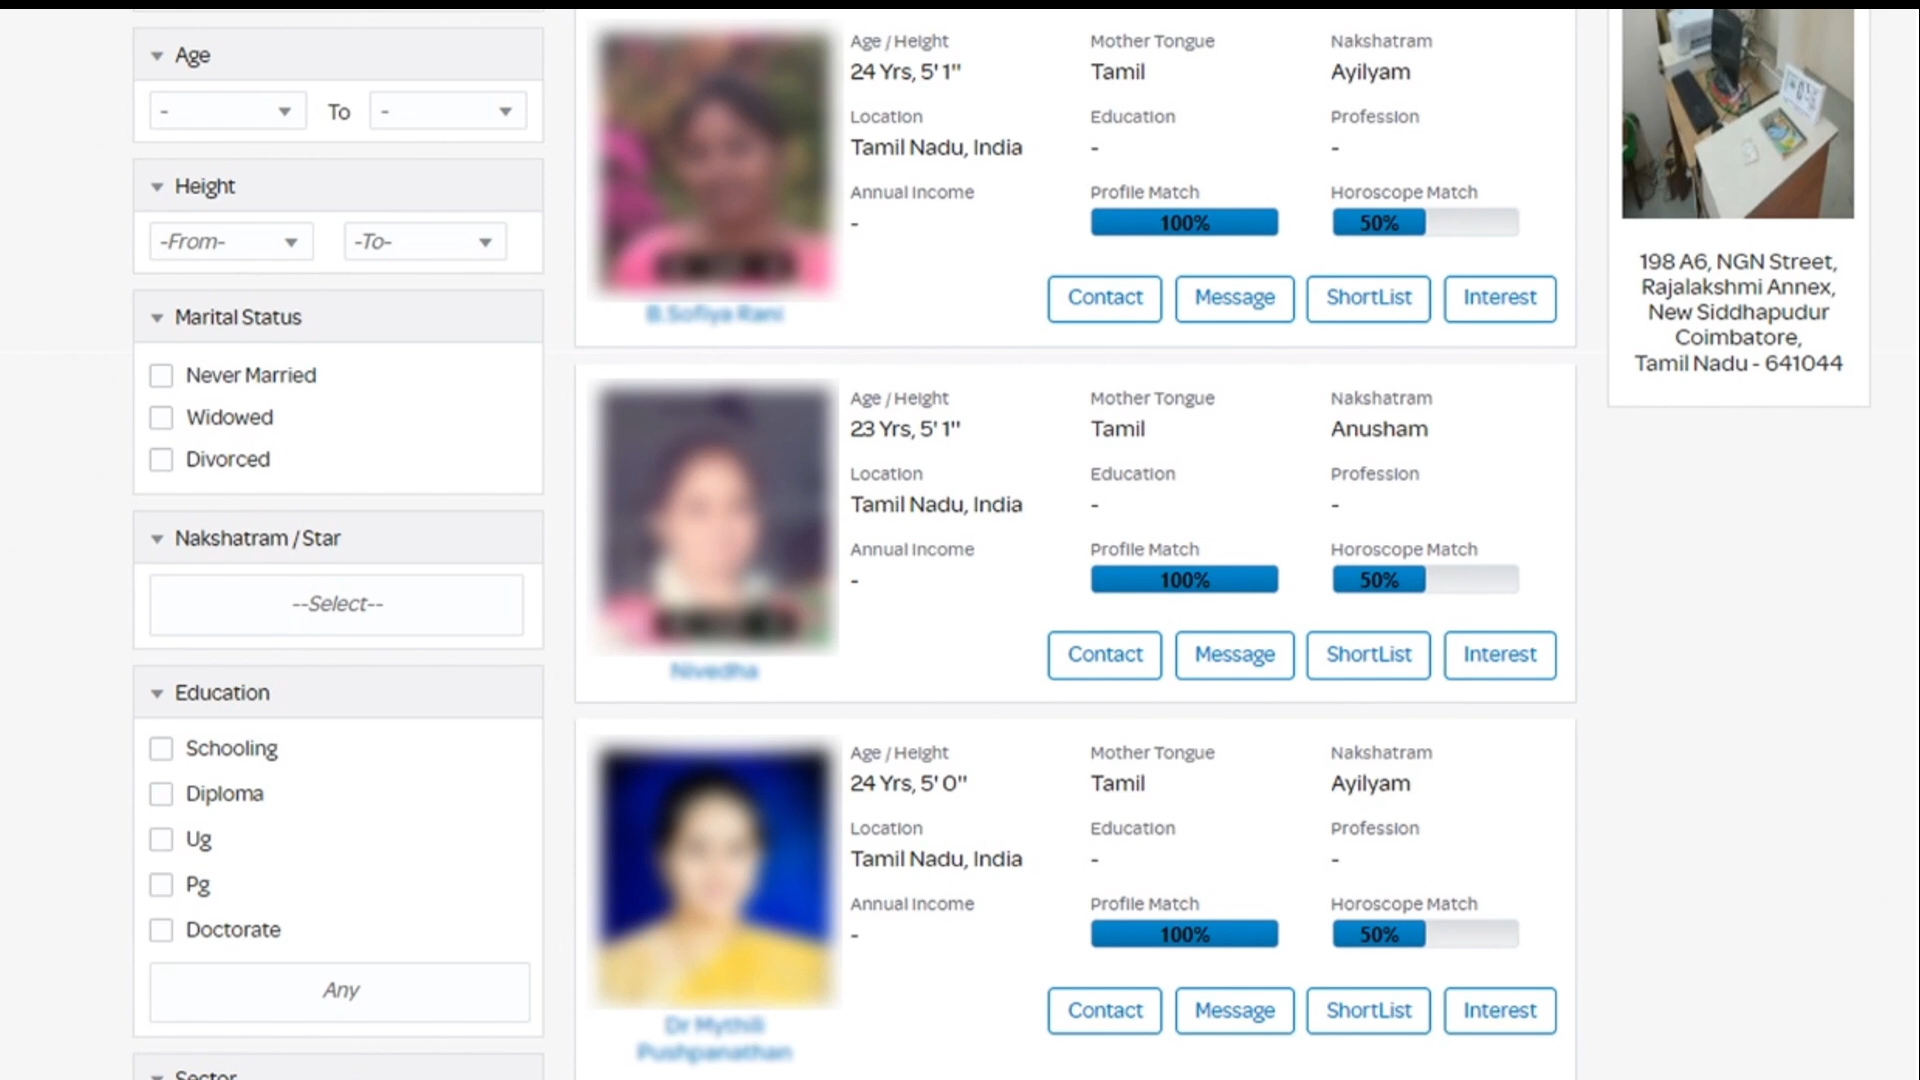 Age
- To -
Height
-From- -To-
Marital Status
Never Married
Widowed
Divorced
Nakshatram / Star
--Select--
Education
Schooling
Diploma
Ug
Pg
Doctorate
Any
Sector
Age / Height Mother Tongue Nakshatram
24 Yrs, 5' 1" Tamil Ayilyam
Location Education Profession
Tamil Nadu, India - -
Annual Income Profile Match Horoscope Match
- 100% 50%
Contact Message ShortList Interest
B.Sofiya Rani
Age / Height Mother Tongue Nakshatram
23 Yrs, 5' 1" Tamil Anusham
Location Education Profession
Tamil Nadu, India - -
Annual Income Profile Match Horoscope Match
- 100% 50%
Contact Message ShortList Interest
Nivedha
Age / Height Mother Tongue Nakshatram
24 Yrs, 5' 0" Tamil Ayilyam
Location Education Profession
Tamil Nadu, India - -
Annual Income Profile Match Horoscope Match
- 100% 50%
Contact Message ShortList Interest
Dr Mythili
Pushpanathan
198 A6, NGN Street,
Rajalakshmi Annex,
New Siddhapudur
Coimbatore,
Tamil Nadu - 641044